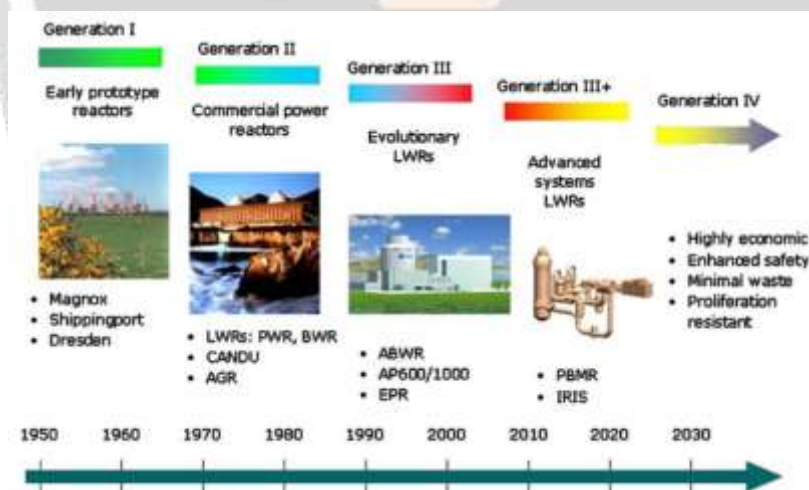 Generation I
Early prototype
reactors
• Magnox
• Shippingport
• Dresden
Generation II
Commercial power
reactors
• LWRs: PWR, BWR
• CANDU
• AGR
Generation III
Evolutionary
LWRs
• ABWR
• AP600/1000
• EPR
Generation III+
Advanced
systems
LWRs
• PBMR
• IRIS
Generation IV
• Highly economic
• Enhanced safety
• Minimal waste
• Proliferation
resistant
1950 1960 1970 1980 1990 2000 2010 2020 2030